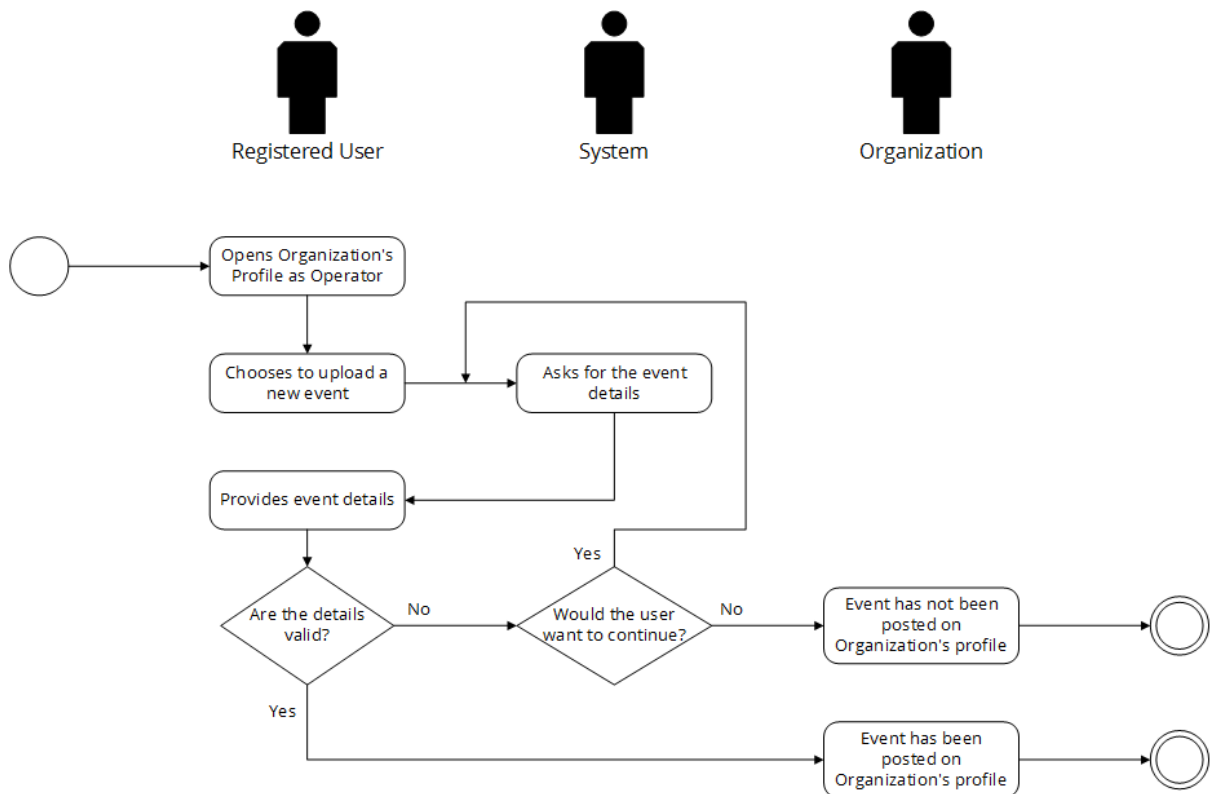 Registered User
System
Organization
Opens Organization's
Profile as Operator
Chooses to upload a
new event
Asks for the event
details
Provides event details
Yes
Are the details
valid?
No
Would the user
want to continue?
No
Event has not been
posted on
Organization's profile
Yes
Event has been
posted on
Organization's profile